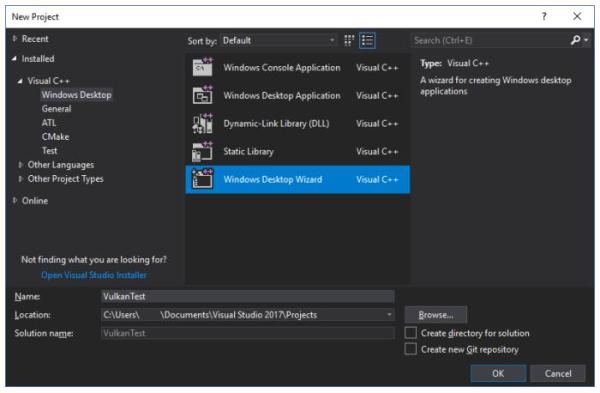 New Project
? ×
Recent
Sort by: Default
Search (Ctrl+E)
Installed
Visual C++
Windows Desktop
General
ATL
CMake
Test
Other Languages
Other Project Types
Online
Not finding what you are looking for?
Open Visual Studio Installer
Windows Console Application Visual C++
Windows Desktop Application Visual C++
Dynamic-Link Library (DLL) Visual C++
Static Library Visual C++
Windows Desktop Wizard Visual C++
Type: Visual C++
A wizard for creating Windows desktop
applications
Name: VulkanTest
Location: C:\Users\ \Documents\Visual Studio 2017\Projects
Browse...
Solution name: VulkanTest
Create directory for solution
Create new Git repository
OK Cancel